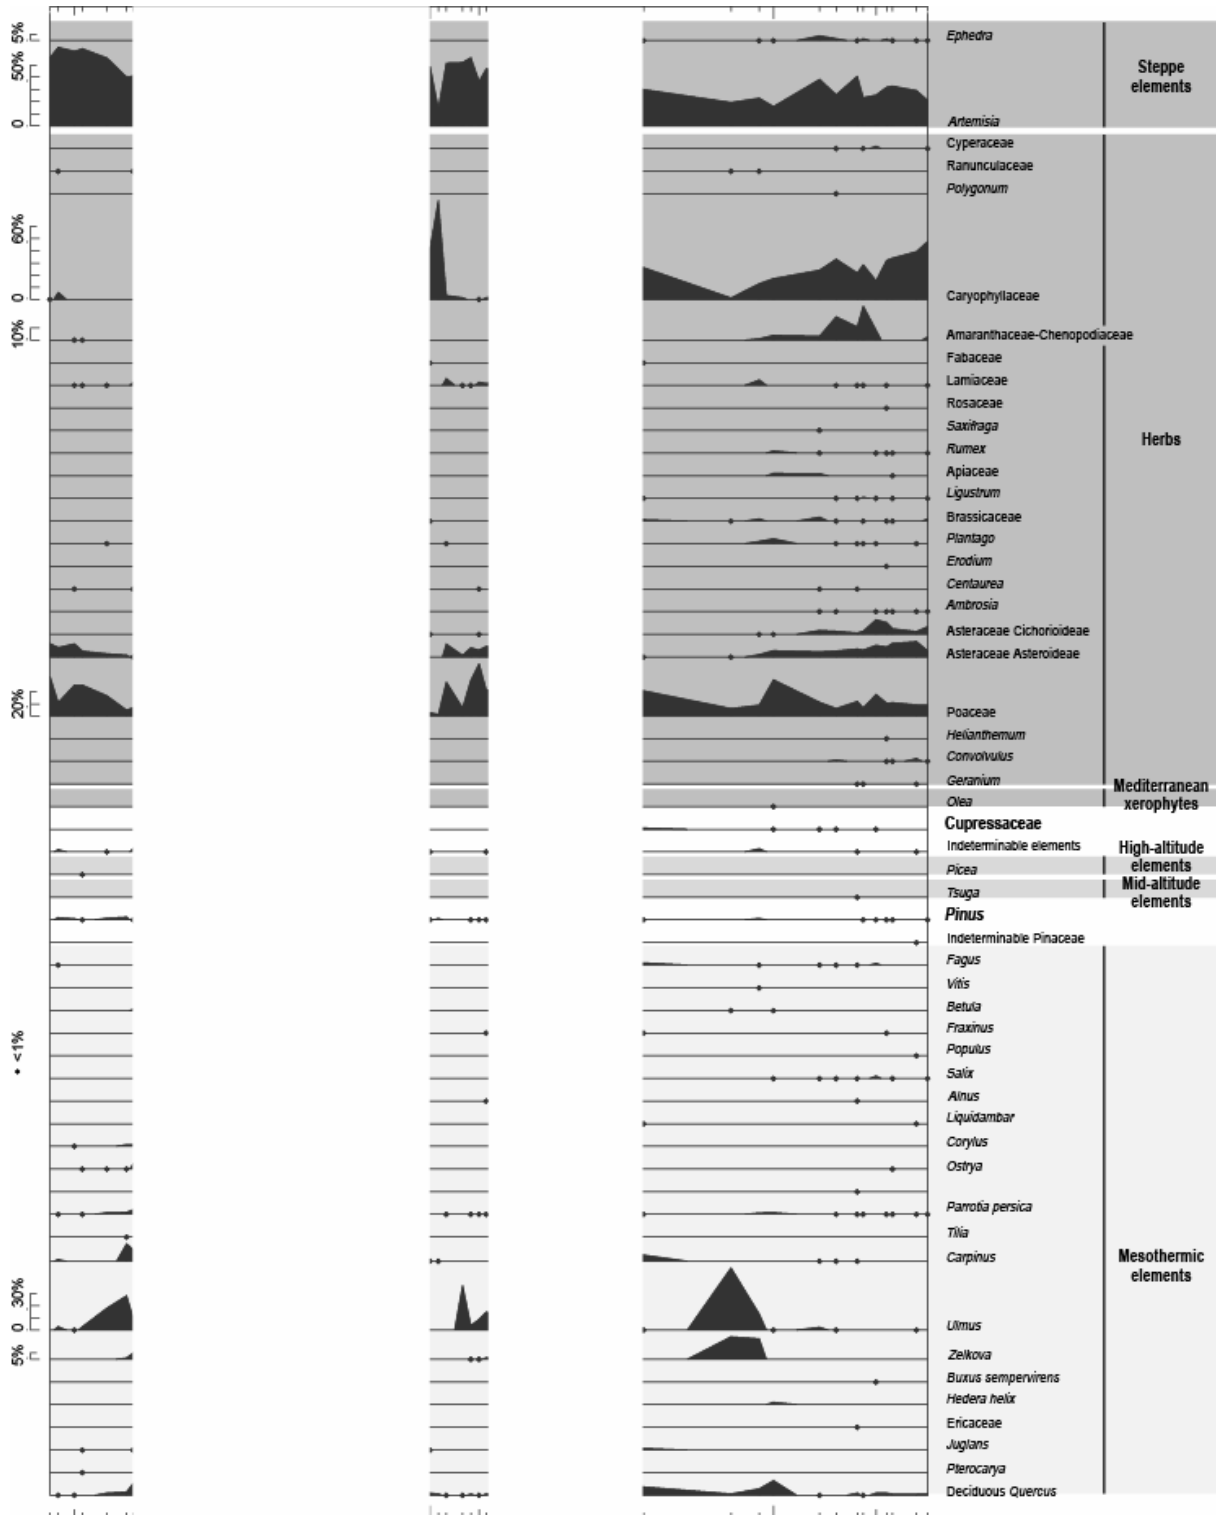 5%
Ephedra
50%
Steppe
elements
0
Artemisia
Cyperaceae
Ranunculaceae
Polygonum
60%
0
Caryophyllaceae
10%
Amaranthaceae-Chenopodiaceae
Fabaceae
Lamiaceae
Rosaceae
Saxifraga
Herbs
Rumex
Apiaceae
Ligustrum
Brassicaceae
Plantago
Erodium
Centaurea
Ambrosia
Asteraceae Cichorioideae
Asteraceae Asteroideae
20%
Poaceae
Helianthemum
Convolvulus
Geranium
Mediterranean
xerophytes
Olea
Cupressaceae
Indeterminable elements
High-altitude
elements
Picea
Mid-altitude
elements
Tsuga
Pinus
Indeterminable Pinaceae
Fagus
Vitis
Betula
Fraxinus
<1%
Populus
Salix
Alnus
Liquidambar
Corylus
Ostrya
Parrotia persica
Tilia
Carpinus
Mesothermic
elements
30%
0
Ulmus
5%
Zelkova
Buxus sempervirens
Hedera helix
Ericaceae
Juglans
Pterocarya
Deciduous Quercus